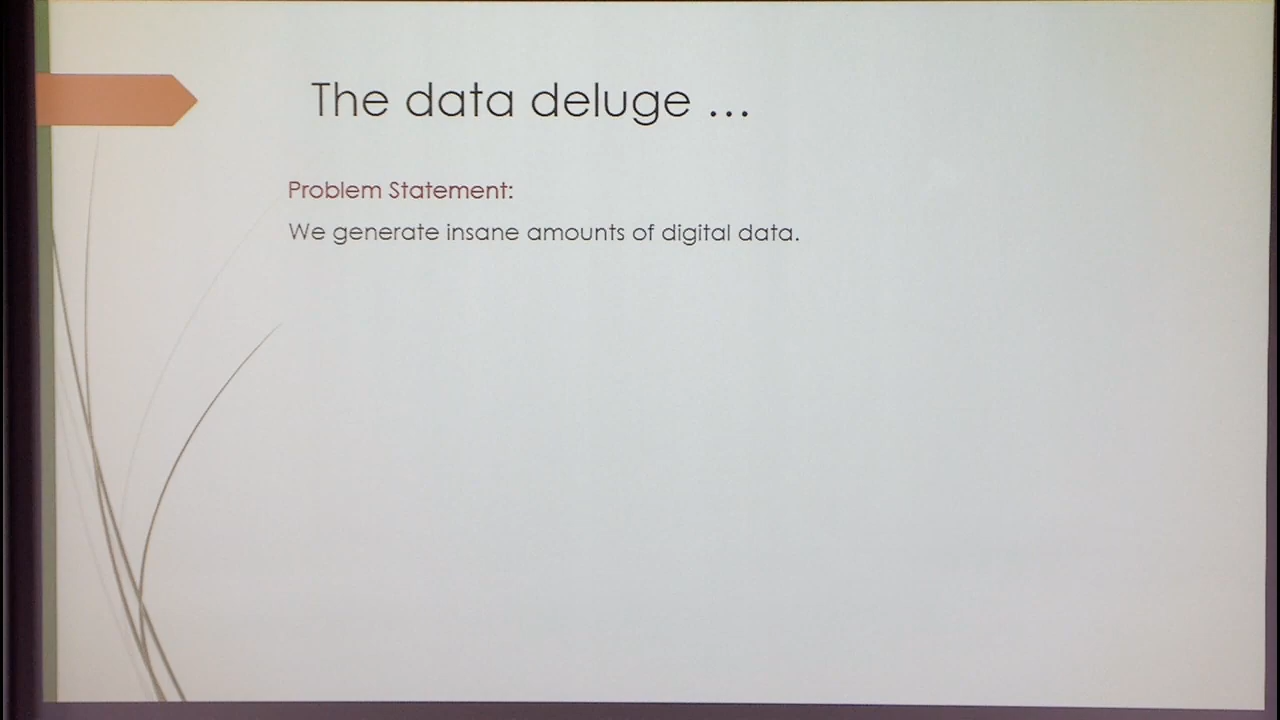 The data deluge ...
Problem Statement:
We generate insane amounts of digital data.